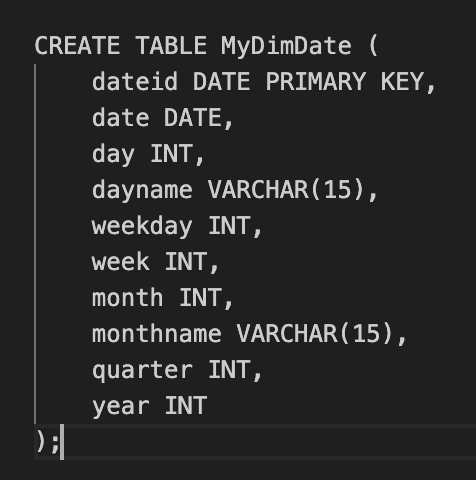 CREATE TABLE MyDimDate (
    dateid DATE PRIMARY KEY,
    date DATE,
    day INT,
    dayname VARCHAR(15),
    weekday INT,
    week INT,
    month INT,
    monthname VARCHAR(15),
    quarter INT,
    year INT
);